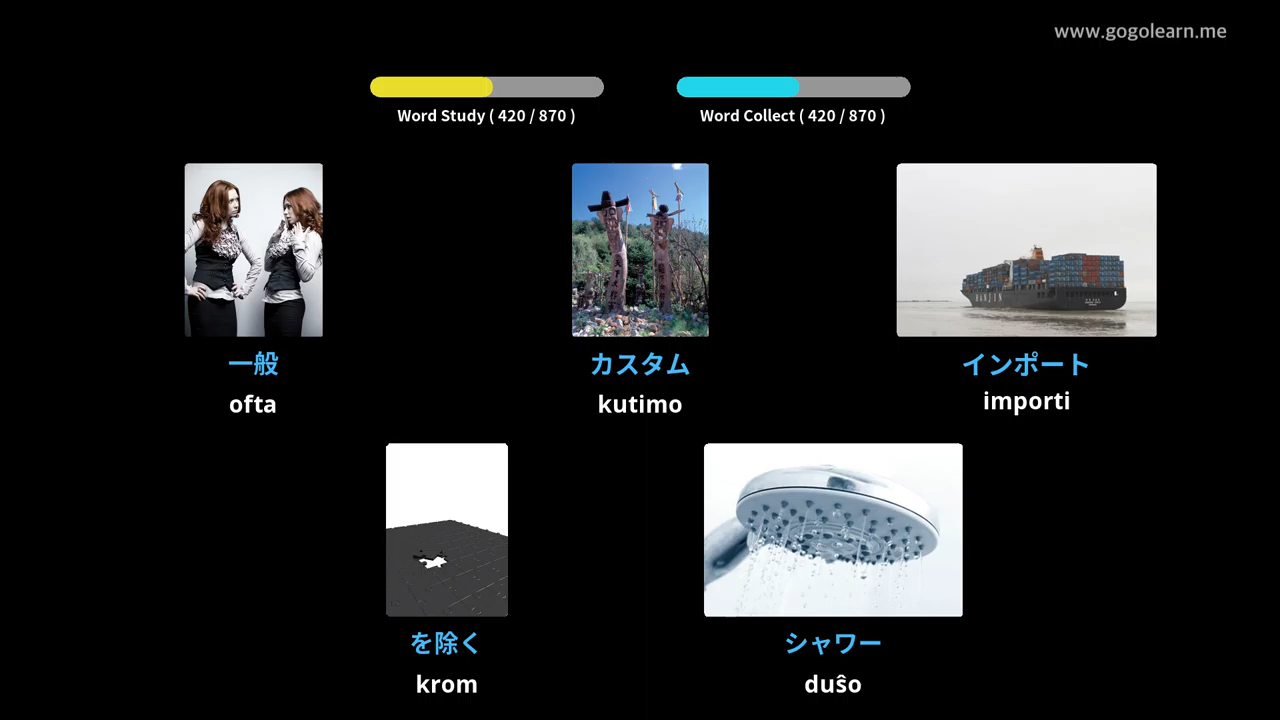 www.gogolearn.me
Word Study ( 420 / 870 )
Word Collect ( 420 / 870 )
一般
ofta
カスタム
kutimo
インポート
importi
HANJIN
を除く
krom
シャワー
duŝo